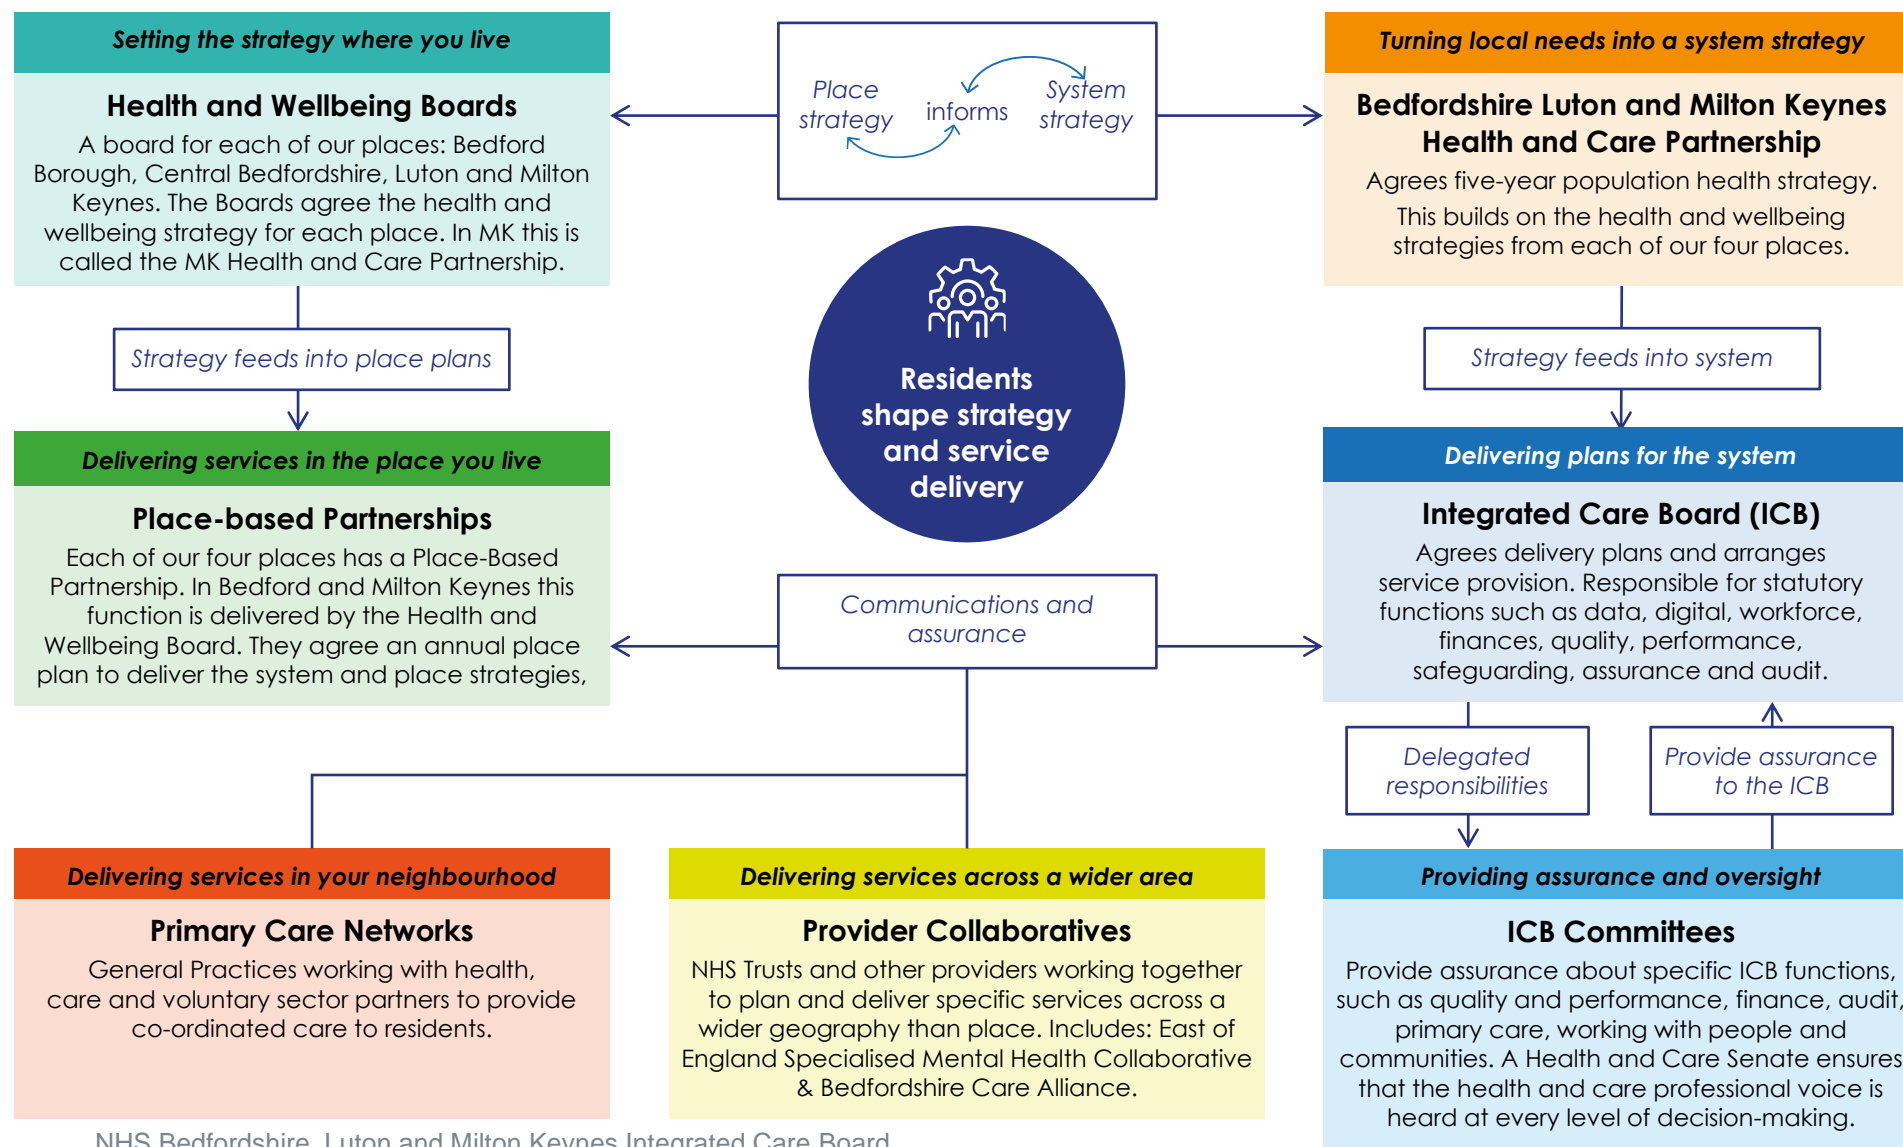 Setting the strategy where you live
Health and Wellbeing Boards
A board for each of our places: Bedford
Borough, Central Bedfordshire, Luton and Milton
Keynes. The Boards agree the health and
wellbeing strategy for each place. In MK this is
called the MK Health and Care Partnership.
Place
strategy
informs
System
strategy
Turning local needs into a system strategy
Bedfordshire Luton and Milton Keynes
Health and Care Partnership
Agrees five-year population health strategy.
This builds on the health and wellbeing
strategies from each of our four places.
Strategy feeds into place plans
Residents
shape strategy
and service
delivery
Strategy feeds into system
Delivering services in the place you live
Place-based Partnerships
Each of our four places has a Place-Based
Partnership. In Bedford and Milton Keynes this
function is delivered by the Health and
Wellbeing Board. They agree an annual place
plan to deliver the system and place strategies,
Communications and
assurance
Delivering plans for the system
Integrated Care Board (ICB)
Agrees delivery plans and arranges
service provision. Responsible for statutory
functions such as data, digital, workforce,
finances, quality, performance,
safeguarding, assurance and audit.
Delegated
responsibilities
Provide assurance
to the ICB
Delivering services in your neighbourhood
Primary Care Networks
General Practices working with health,
care and voluntary sector partners to provide
co-ordinated care to residents.
Delivering services across a wider area
Provider Collaboratives
NHS Trusts and other providers working together
to plan and deliver specific services across a
wider geography than place. Includes: East of
England Specialised Mental Health Collaborative
& Bedfordshire Care Alliance.
Providing assurance and oversight
ICB Committees
Provide assurance about specific ICB functions,
such as quality and performance, finance, audit,
primary care, working with people and
communities. A Health and Care Senate ensures
that the health and care professional voice is
heard at every level of decision-making.
NHS Bedfordshire, Luton and Milton Keynes Integrated Care Board